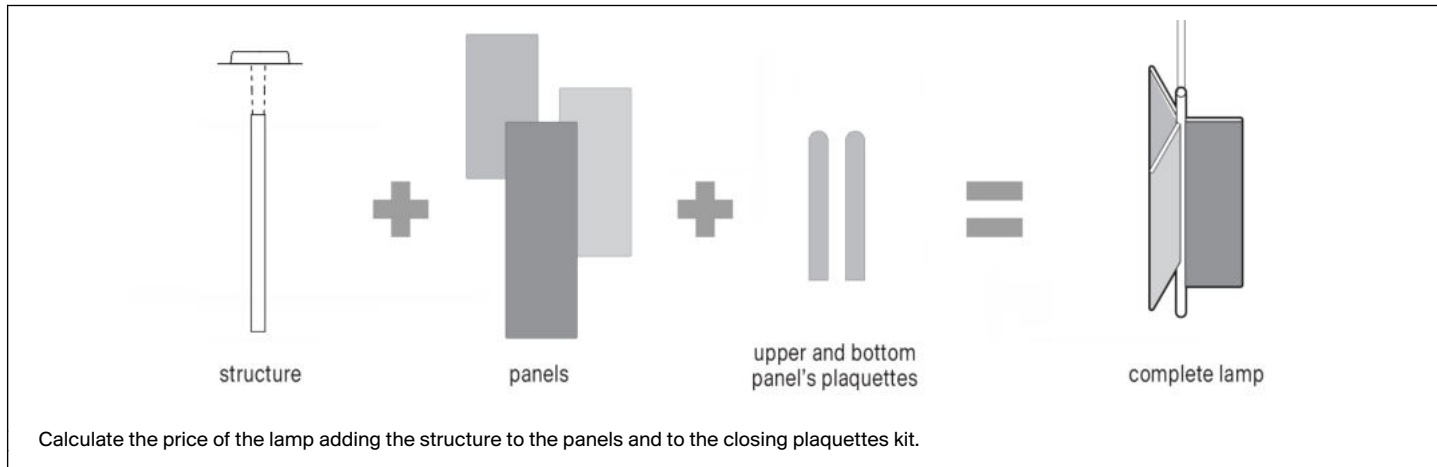 structure
panels
upper and bottom
panel's plaquettes
complete lamp
Calculate the price of the lamp adding the structure to the panels and to the closing plaquettes kit.